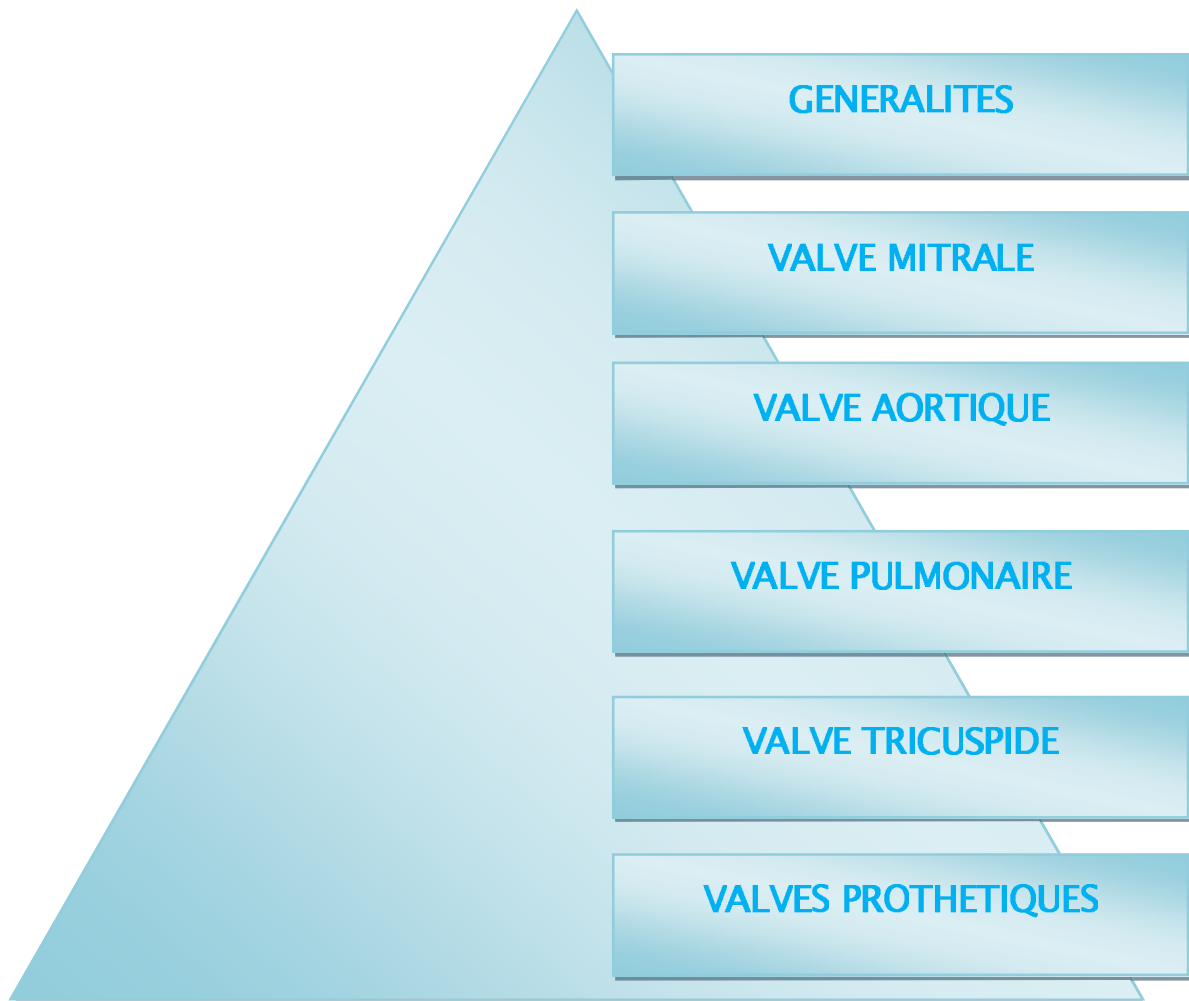 GENERALITES
VALVE MITRALE
VALVE AORTIQUE
VALVE PULMONAIRE
VALVE TRICUSPIDE
VALVES PROTHETIQUES